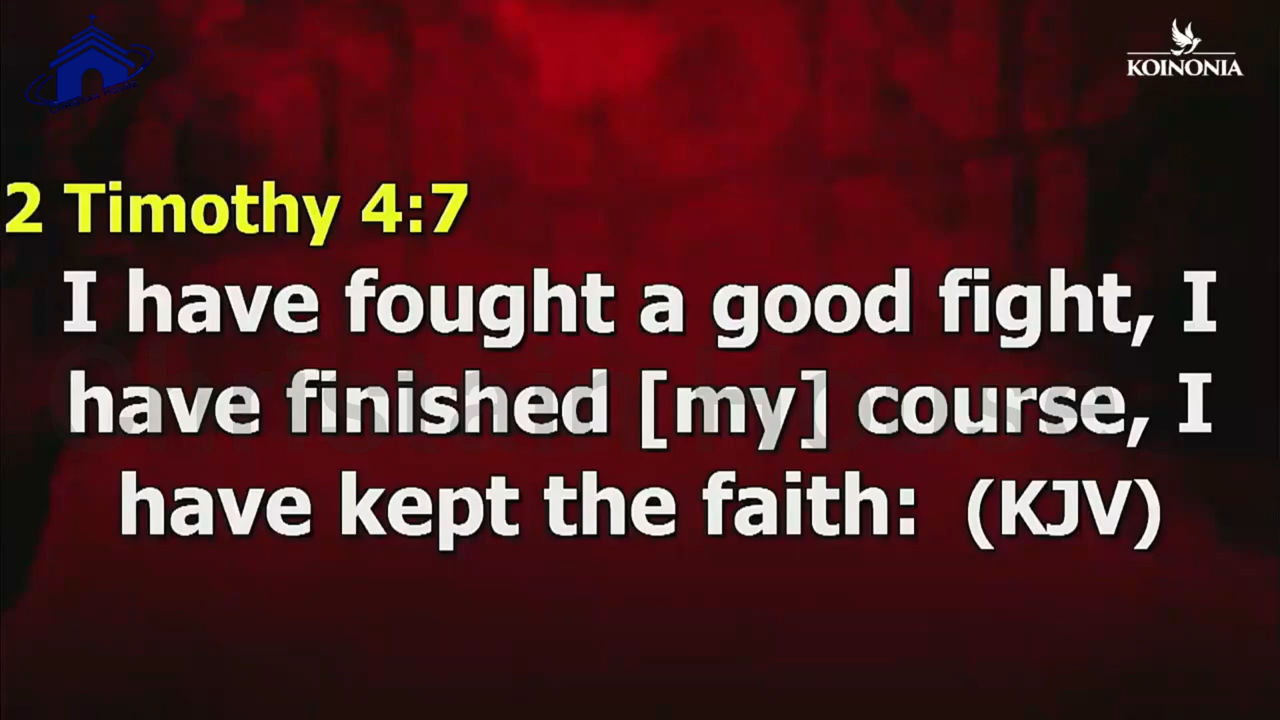 KOINONIA
2 Timothy 4:7
I have fought a good fight, I
have finished [my] course, I
have kept the faith:  (KJV)